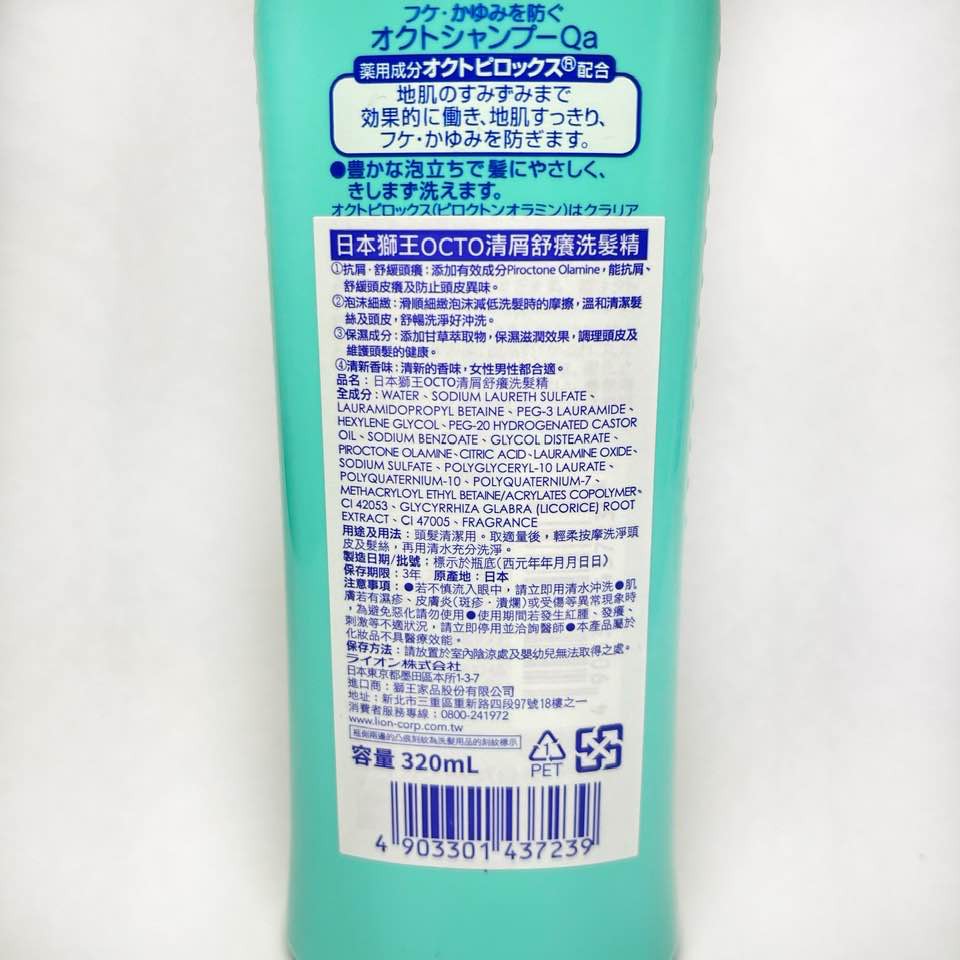 フケ・かゆみを防ぐ
オクトシャンプーQa
薬用成分オクトピロックス®配合
地肌のすみずみまで
効果的に働き、地肌すっきり、
フケ・かゆみを防ぎます。
●豊かな泡立ちで髪にやさしく、
きしまず洗えます。
オクトピロックス(ピロクトンオラミン)はクラリア
日本獅王OCTO清屑舒癢洗髮精
①抗屑‧舒緩頭癢:添加有效成分Piroctone Olamine,能抗屑、
舒緩頭皮癢及防止頭皮異味。
②泡沫細緻:滑順細緻泡沫減低洗髮時的摩擦,溫和清潔髮
絲及頭皮,舒暢洗淨好沖洗。
③保濕成分:添加甘草萃取物,保濕滋潤效果,調理頭皮及
維護頭髮的健康。
④清新香味:清新的香味,女性男性都合適。
品名:日本獅王OCTO清屑舒癢洗髮精
全成分:WATER、SODIUM LAURETH SULFATE、
LAURAMIDOPROPYL BETAINE、PEG-3 LAURAMIDE、
HEXYLENE GLYCOL、PEG-20 HYDROGENATED CASTOR
OIL、SODIUM BENZOATE、GLYCOL DISTEARATE、
PIROCTONE OLAMINE、CITRIC ACID、LAURAMINE OXIDE、
SODIUM SULFATE、POLYGLYCERYL-10 LAURATE、
POLYQUATERNIUM-10、POLYQUATERNIUM-7、
METHACRYLOYL ETHYL BETAINE/ACRYLATES COPOLYMER、
CI 42053、GLYCYRRHIZA GLABRA (LICORICE) ROOT
EXTRACT、CI 47005、FRAGRANCE
用途及用法:頭髮清潔用。取適量後,輕柔按摩洗淨頭
皮及髮絲,再用清水充分洗淨。
製造日期/批號:標示於瓶底(西元年年月月日日)
保存期限:3年 原產地:日本
注意事項:●若不慎流入眼中,請立即用清水沖洗●肌
膚若有濕疹、皮膚炎(斑疹‧潰爛)或受傷等異常現象時
,為避免惡化請勿使用●使用期間若發生紅腫、發癢、
刺激等不適狀況,請立即停用並洽詢醫師●本產品屬於
化妝品不具醫療效能。
保存方法:請放置於室內陰涼處及嬰幼兒無法取得之處。
ライオン株式会社
日本東京都墨田區本所1-3-7
進口商:獅王家品股份有限公司
地址:新北市三重區重新路四段97號18樓之一
消費者服務專線:0800-241972
www.lion-corp.com.tw
瓶側兩邊的凸痕刻紋為洗髮用品的刻紋標示
容量 320mL
1
PET
4 903301 437239